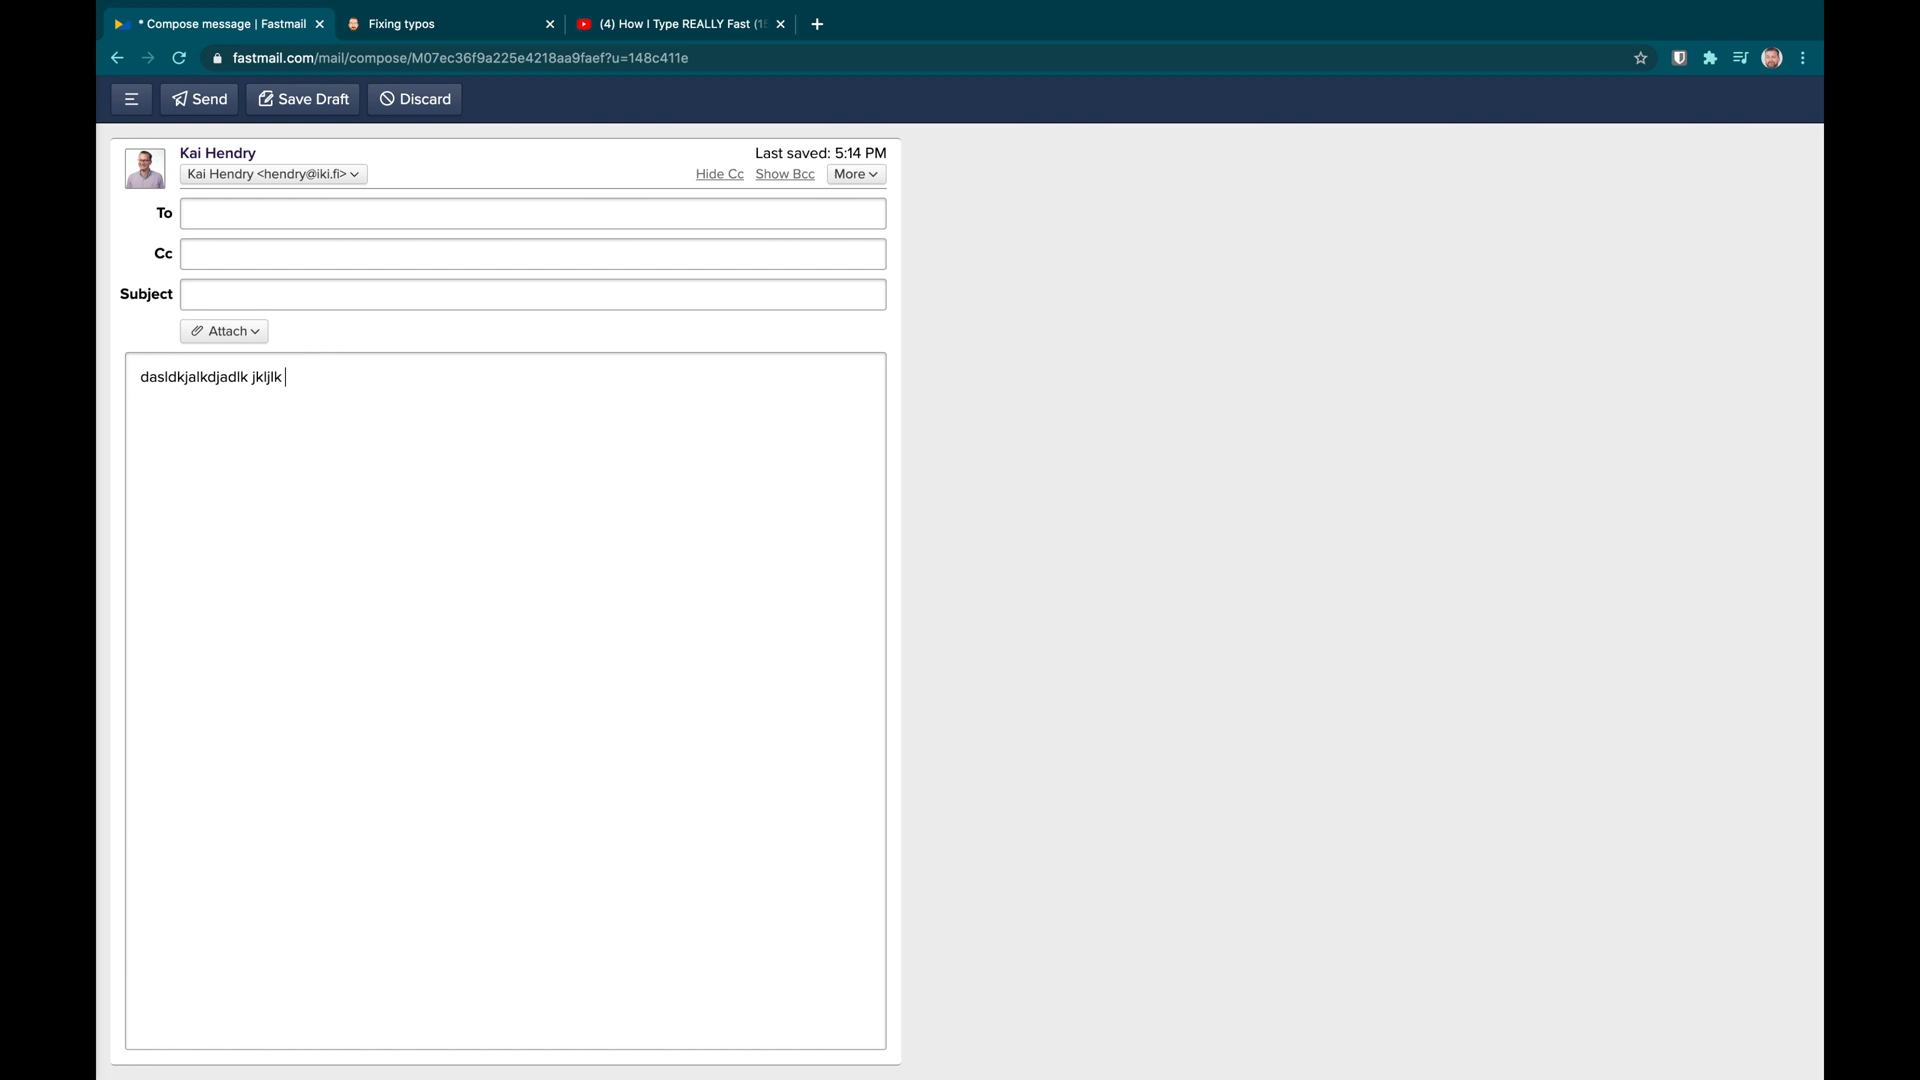 * Compose message | Fastmail
Fixing typos
(4) How I Type REALLY Fast
fastmail.com/mail/compose/M07ec36f9a225e4218aa9faef?u=148c411e
Send
Save Draft
Discard
Kai Hendry
Last saved: 5:14 PM
Kai Hendry <hendry@iki.fi>
Hide Cc
Show Bcc
More
To
Cc
Subject
Attach
dasldkjalkdjadlk jkljlk